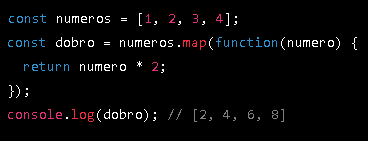 const numeros = [1, 2, 3, 4];
const dobro = numeros.map(function(numero) {
  return numero * 2;
});
console.log(dobro); // [2, 4, 6, 8]